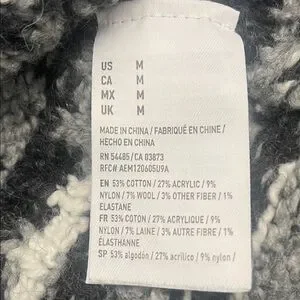 US M
CA M
MX M
UK M
MADE IN CHINA / FABRIQUÉ EN CHINE /
HECHO EN CHINA
RN 54485 / CA 03873
RFC# AEM120605U9A
EN 53% COTTON / 27% ACRYLIC / 9%
NYLON / 7% WOOL / 3% OTHER FIBER / 1%
ELASTANE
FR 53% COTON / 27% ACRYLIQUE / 9%
NYLON / 7% LAINE / 3% AUTRE FIBRE / 1%
ÉLASTHANNE
SP 53% algodón / 27% acrílico / 9% nylon /